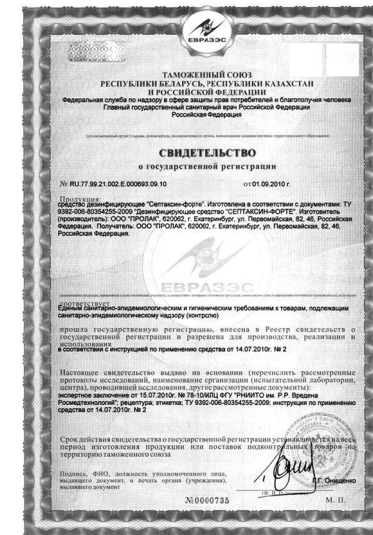 ЕВРАЗЭС
ТАМОЖЕННЫЙ СОЮЗ
РЕСПУБЛИКИ БЕЛАРУСЬ, РЕСПУБЛИКИ КАЗАХСТАН
И РОССИЙСКОЙ ФЕДЕРАЦИИ
Федеральная служба по надзору в сфере защиты прав потребителей и благополучия человека
Главный государственный санитарный врач Российской Федерации
Российская Федерация
СВИДЕТЕЛЬСТВО
о государственной регистрации
№ RU.77.99.21.002.Е.000693.09.10 от 01.09.2010 г.
Продукция:
средство дезинфицирующее "Септаксин-форте". Изготовлена в соответствии с документами: ТУ
9392-006-80354255-2009 "Дезинфицирующее средство "СЕПТАКСИН-ФОРТЕ". Изготовитель
(производитель): ООО "ПРОЛАК", 620062, г. Екатеринбург, ул. Первомайская, 82, 46, Российская
Федерация. Получатель: ООО "ПРОЛАК", 620062, г. Екатеринбург, ул. Первомайская, 82, 46,
Российская Федерация.
ЕВРАЗЭС
соответствует
Единым санитарно-эпидемиологическим и гигиеническим требованиям к товарам, подлежащим
санитарно-эпидемиологическому надзору (контролю)
прошла государственную регистрацию, внесена в Реестр свидетельств о
государственной регистрации и разрешена для производства, реализации и
использования
в соответствии с инструкцией по применению средства от 14.07.2010г. № 2
Настоящее свидетельство выдано на основании (перечислить рассмотренные
протоколы исследований, наименование организации (испытательной лаборатории,
центра), проводившей исследования, другие рассмотренные документы):
экспертное заключение от 15.07.2010г. № 78-10/ИЛЦ ФГУ "РНИИТО им. Р.Р. Вредена
Росмедтехнологий"; рецептура; этикетка; ТУ 9392-006-80354255-2009; инструкция по применению
средства от 14.07.2010г. № 2
Срок действия свидетельства о государственной регистрации устанавливается на весь
период изготовления продукции или поставок подконтрольных товаров на
территорию таможенного союза
Подпись, ФИО, должность уполномоченного лица,
выдавшего документ, и печать органа (учреждения),
выдавшего документ
Г.Г. Онищенко
№0000735
М. П.